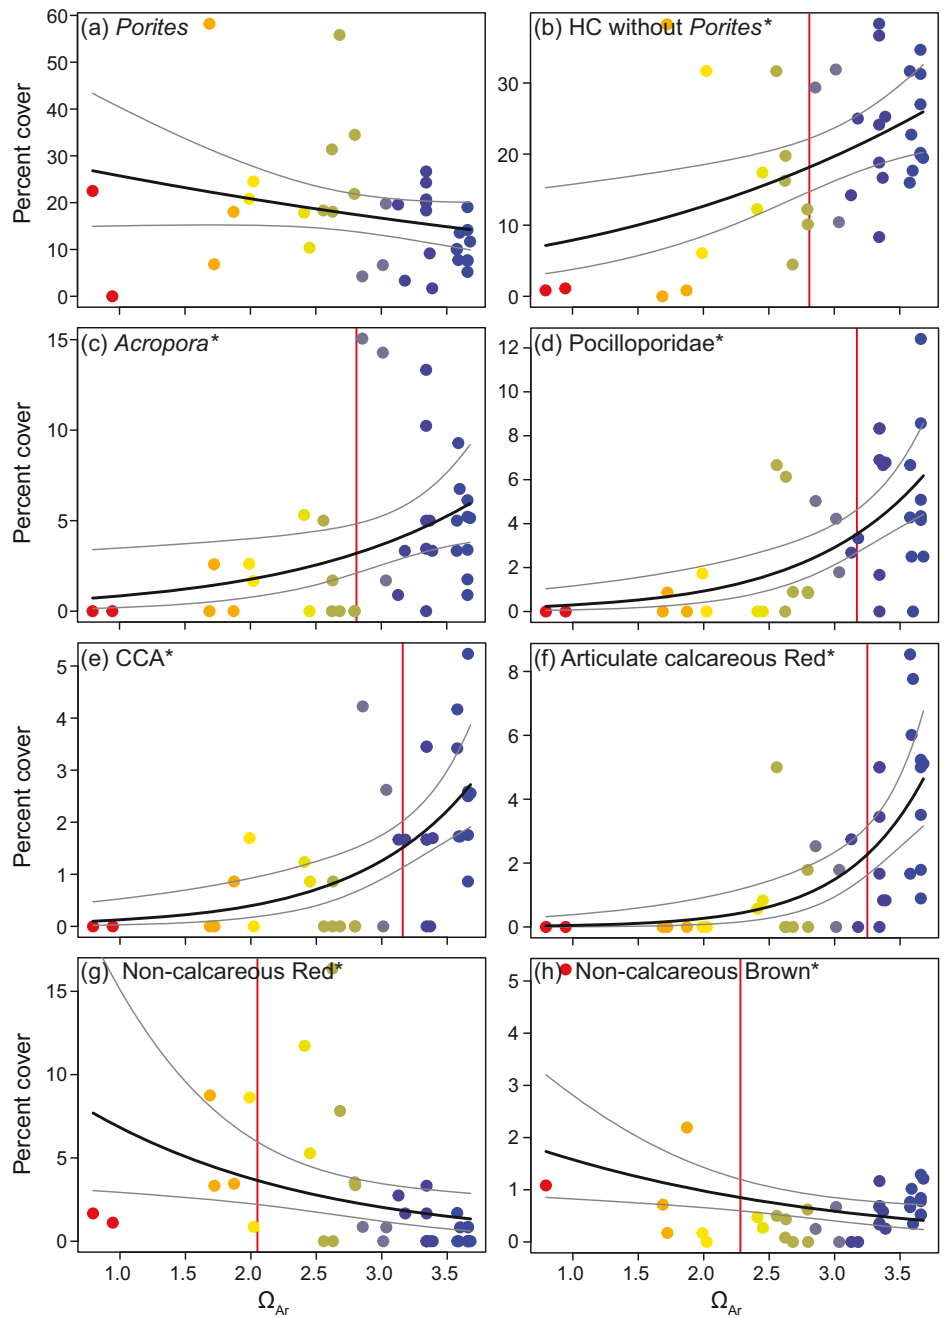 (a) Porites
Percent cover
60
50
40
30
20
10
0
(b) HC without Porites*
30
20
10
0
(c) Acropora*
Percent cover
15
10
5
0
(d) Pocilloporidae*
12
10
8
6
4
2
0
(e) CCA*
Percent cover
5
4
3
2
1
0
(f) Articulate calcareous Red*
8
6
4
2
0
(g) Non-calcareous Red*
Percent cover
15
10
5
0
1.0 1.5 2.0 2.5 3.0 3.5
ΩAr
(h) Non-calcareous Brown*
5
4
3
2
1
0
1.0 1.5 2.0 2.5 3.0 3.5
ΩAr